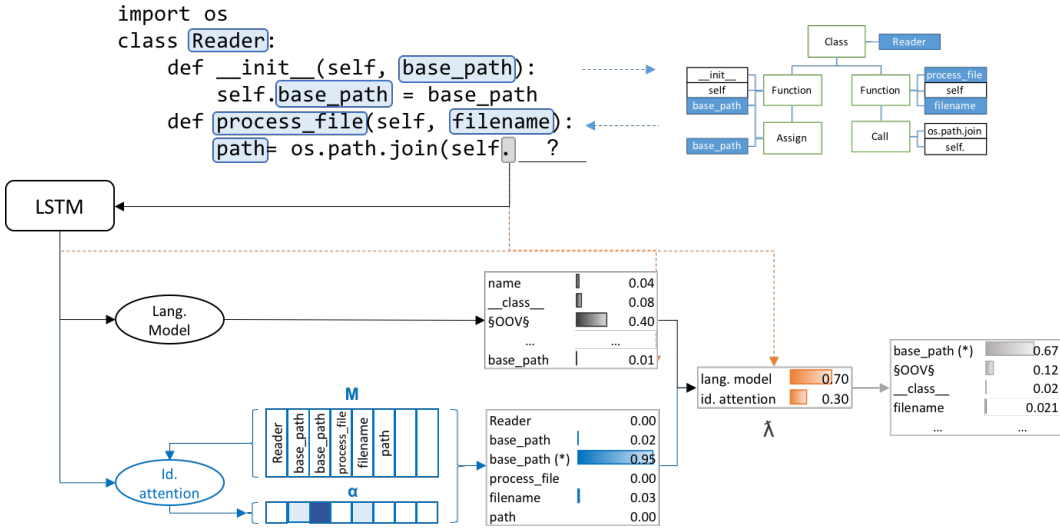 import os
class Reader:
def __init__(self, base_path):
self.base_path = base_path
def process_file(self, filename):
path= os.path.join(self. ?
Class
Reader
__init__
self
base_path
Function
Function
process_file
self
filename
base_path
Assign
Call
os.path.join
self.
LSTM
Lang.
Model
name 0.04
__class__ 0.08
§OOV§ 0.40
... ...
base_path 0.01
lang. model 0.70
id. attention 0.30
ƛ
base_path (*) 0.67
§OOV§ 0.12
__class__ 0.02
filename 0.021
... ...
M
Reader
base_path
base_path
process_file
filename
path
Id.
attention
α
Reader 0.00
base_path 0.02
base_path (*) 0.95
process_file 0.00
filename 0.03
path 0.00